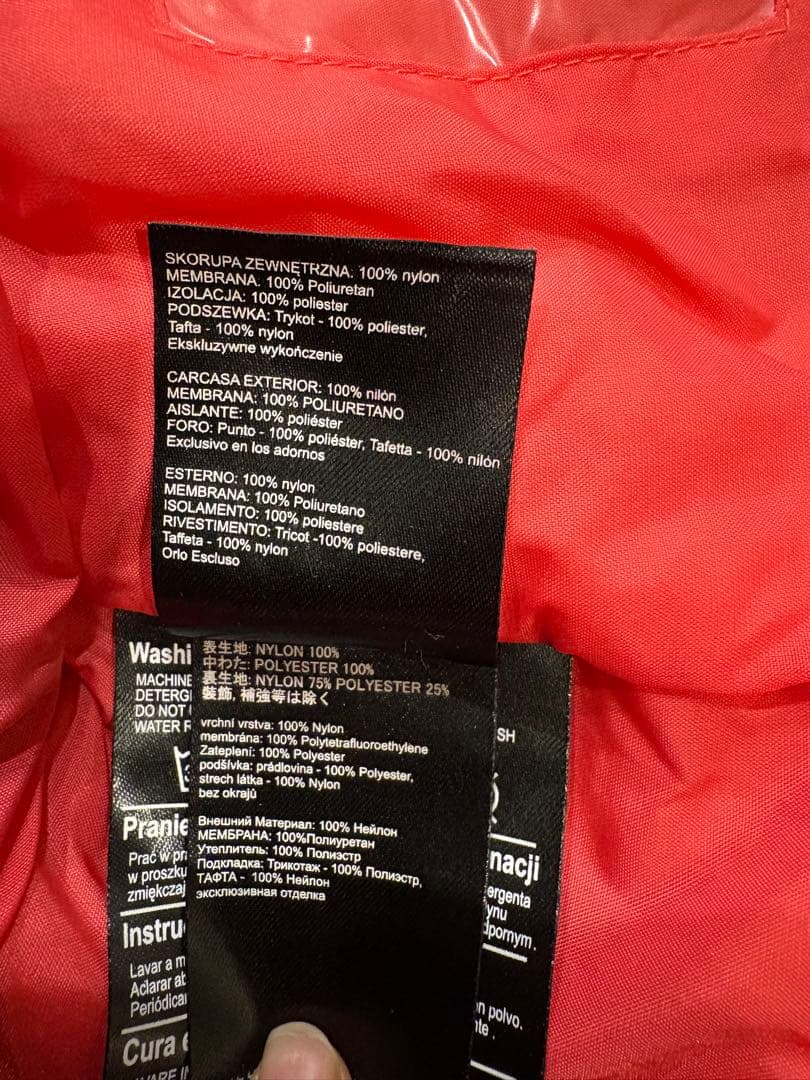 SKORUPA ZEWNĘTRZNA: 100% nylon
MEMBRANA. 100% Poliuretan
IZOLACJA: 100% poliester
PODSZEWKA: Trykot - 100% poliester,
Tafta - 100% nylon
Ekskluzywne wykończenie
CARCASA EXTERIOR: 100% nilón
MEMBRANA: 100% POLIURETANO
AISLANTE: 100% poliéster
FORO: Punto - 100% poliéster, Tafetta - 100% nilón
Exclusivo en los adornos
ESTERNO: 100% nylon
MEMBRANA: 100% Poliuretano
ISOLAMENTO: 100% poliestere
RIVESTIMENTO: Tricot -100% poliestere,
Taffeta - 100% nylon
Orlo Escluso
表生地: NYLON 100%
中わた: POLYESTER 100%
裏生地: NYLON 75% POLYESTER 25%
装飾, 補強等は除く
vrchní vrstva: 100% Nylon
membrána: 100% Polytetrafluoroethylene
Zateplení: 100% Polyester
podšívka: prádlovina - 100% Polyester,
strech látka - 100% Nylon
bez okrajů
Внешний Материал: 100% Нейлон
МЕМБРАНА: 100%Полиуретан
Утеплитель: 100% Полиэстр
Подкладка: Трикотаж - 100% Полиэстр,
ТАФТА - 100% Нейлон
эксклюзивная отделка
Washi
MACHINE
DETERG
DO NOT
WATER R
SH
Pranie
nacji
Prać w pr
ergenta
w proszku
ynu
zmiękczaj
dpornym.
Instru
Lavar a m
Aclarar ab
n polvo.
Periódica
te.
Cura